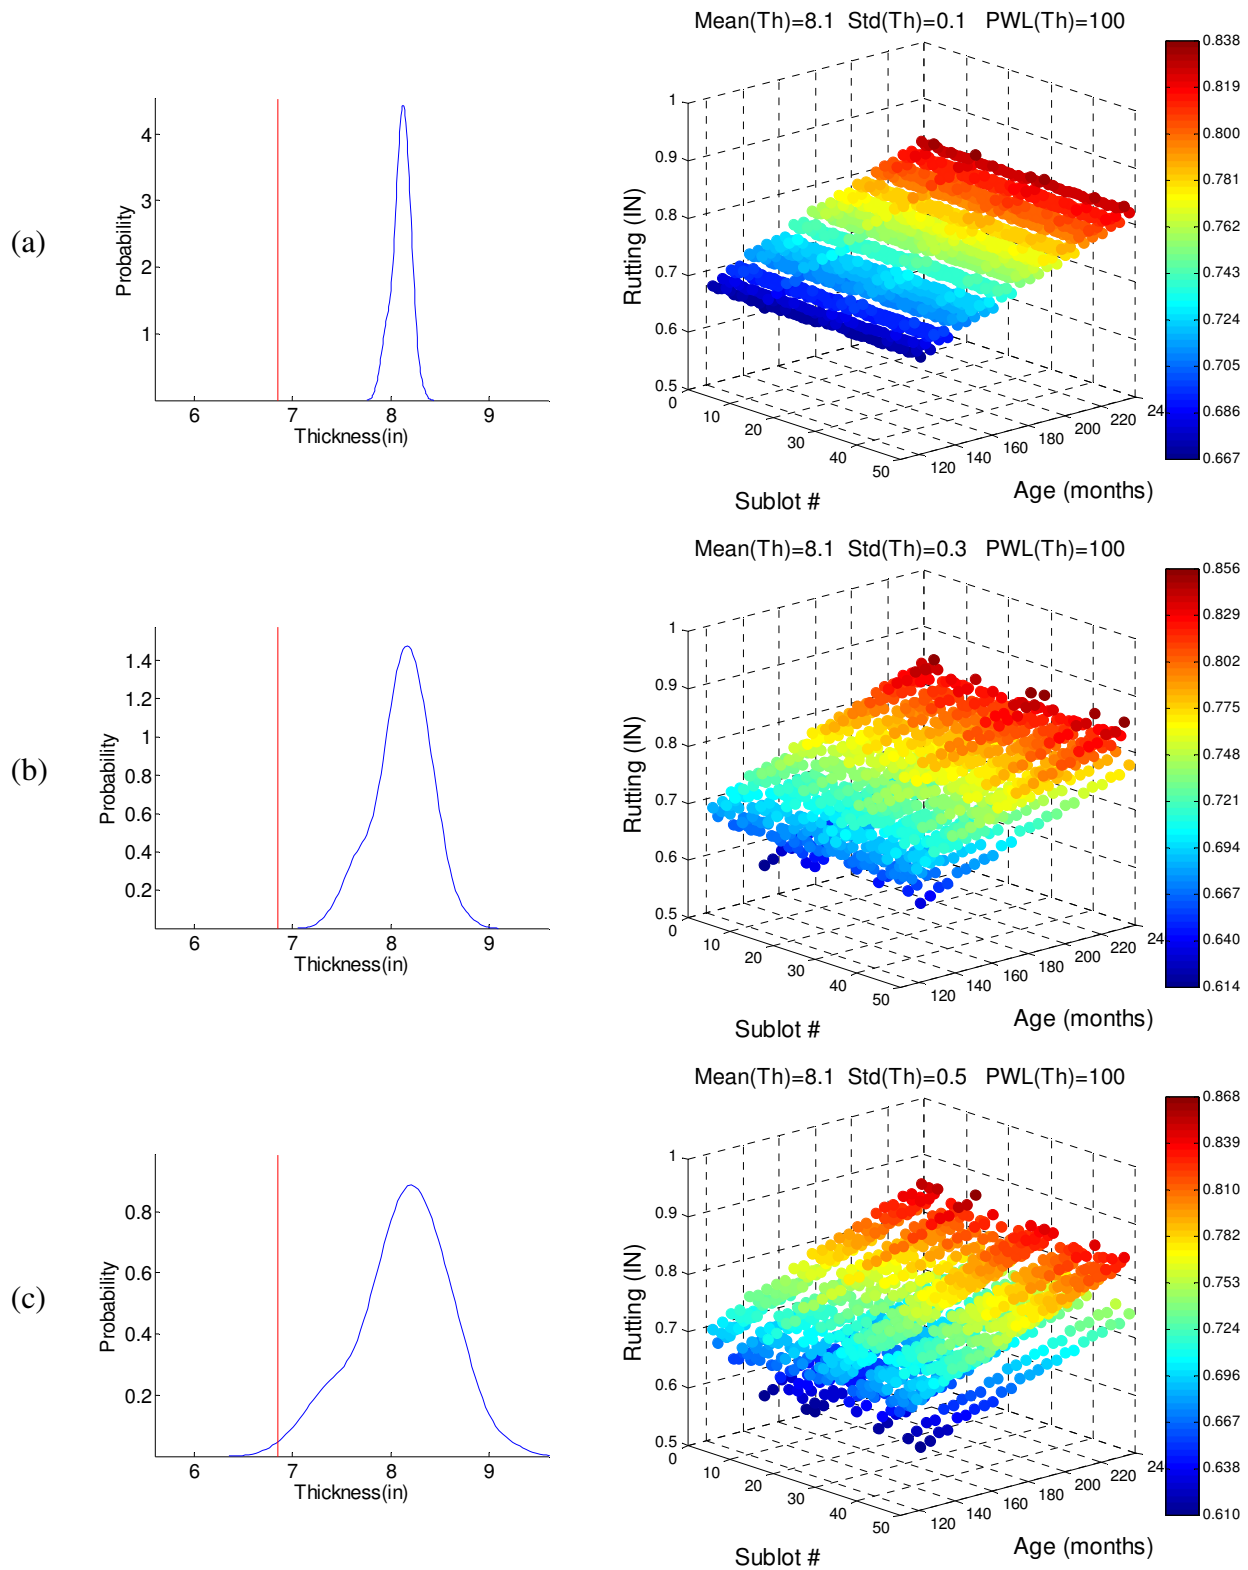 (a)
Probability
4
3
2
1
6 7 8 9
Thickness(in)
Mean(Th)=8.1 Std(Th)=0.1 PWL(Th)=100
Rutting (IN)
1
0.9
0.8
0.7
0.6
0.5
0 10 20 30 40 50
Sublot #
120 140 160 180 200 220 24
Age (months)
0.838
0.819
0.800
0.781
0.762
0.743
0.724
0.705
0.686
0.667
(b)
Probability
1.4
1.2
1
0.8
0.6
0.4
0.2
6 7 8 9
Thickness(in)
Mean(Th)=8.1 Std(Th)=0.3 PWL(Th)=100
Rutting (IN)
1
0.9
0.8
0.7
0.6
0.5
0 10 20 30 40 50
Sublot #
120 140 160 180 200 220 24
Age (months)
0.856
0.829
0.802
0.775
0.748
0.721
0.694
0.667
0.640
0.614
(c)
Probability
0.8
0.6
0.4
0.2
6 7 8 9
Thickness(in)
Mean(Th)=8.1 Std(Th)=0.5 PWL(Th)=100
Rutting (IN)
1
0.9
0.8
0.7
0.6
0.5
0 10 20 30 40 50
Sublot #
120 140 160 180 200 220 24
Age (months)
0.868
0.839
0.810
0.782
0.753
0.724
0.696
0.667
0.638
0.610